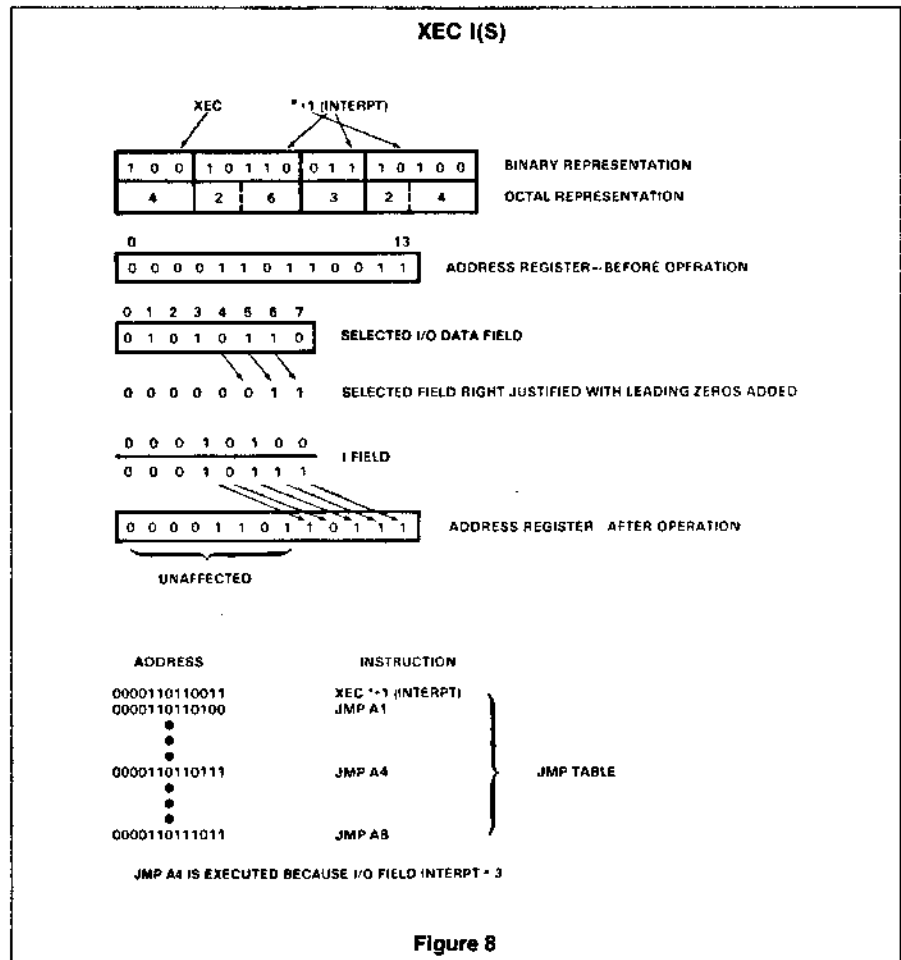 XEC I(S)
XEC *+1 (INTERPT)
1 0 0 1 0 1 1 0 0 1 1 1 0 1 0 0 BINARY REPRESENTATION
4 2 6 3 2 4 OCTAL REPRESENTATION
0 13
0 0 0 0 1 1 0 1 1 0 0 1 1 ADDRESS REGISTER--BEFORE OPERATION
0 1 2 3 4 5 6 7
0 1 0 1 0 1 1 0 SELECTED I/O DATA FIELD
0 0 0 0 0 0 1 1 SELECTED FIELD RIGHT JUSTIFIED WITH LEADING ZEROS ADDED
0 0 0 1 0 1 0 0
I FIELD
0 0 0 1 0 1 1 1
0 0 0 0 1 1 0 1 1 0 1 1 1 ADDRESS REGISTER AFTER OPERATION
UNAFFECTED
ADDRESS INSTRUCTION
0000110110011 XEC *+1 (INTERPT)
0000110110100 JMP A1
0000110110111 JMP A4 JMP TABLE
0000110111011 JMP A8
JMP A4 IS EXECUTED BECAUSE I/O FIELD INTERPT = 3
Figure 8